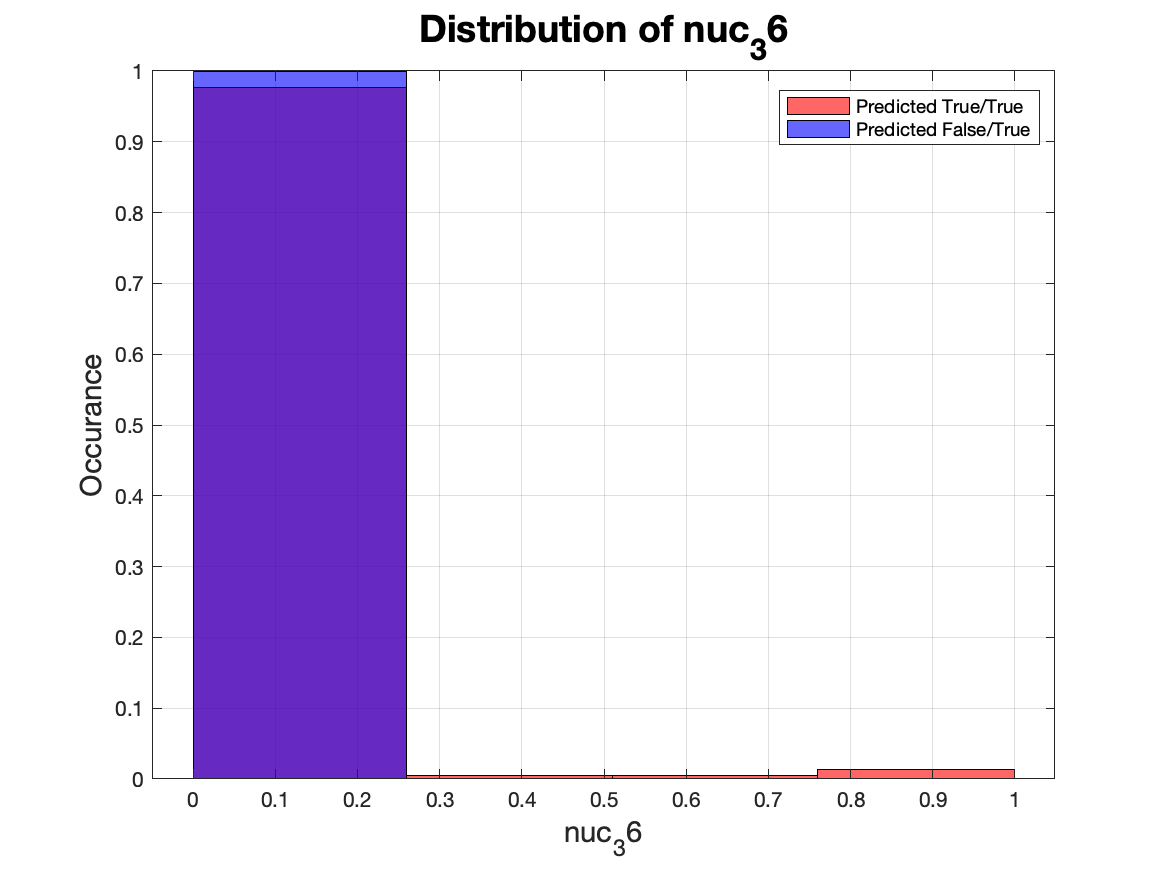 Distribution of nuc₃6
Predicted True/True
Predicted False/True
1
0.9
0.8
0.7
0.6
0.5
0.4
0.3
0.2
0.1
0
Occurance
0 0.1 0.2 0.3 0.4 0.5 0.6 0.7 0.8 0.9 1
nuc₃6